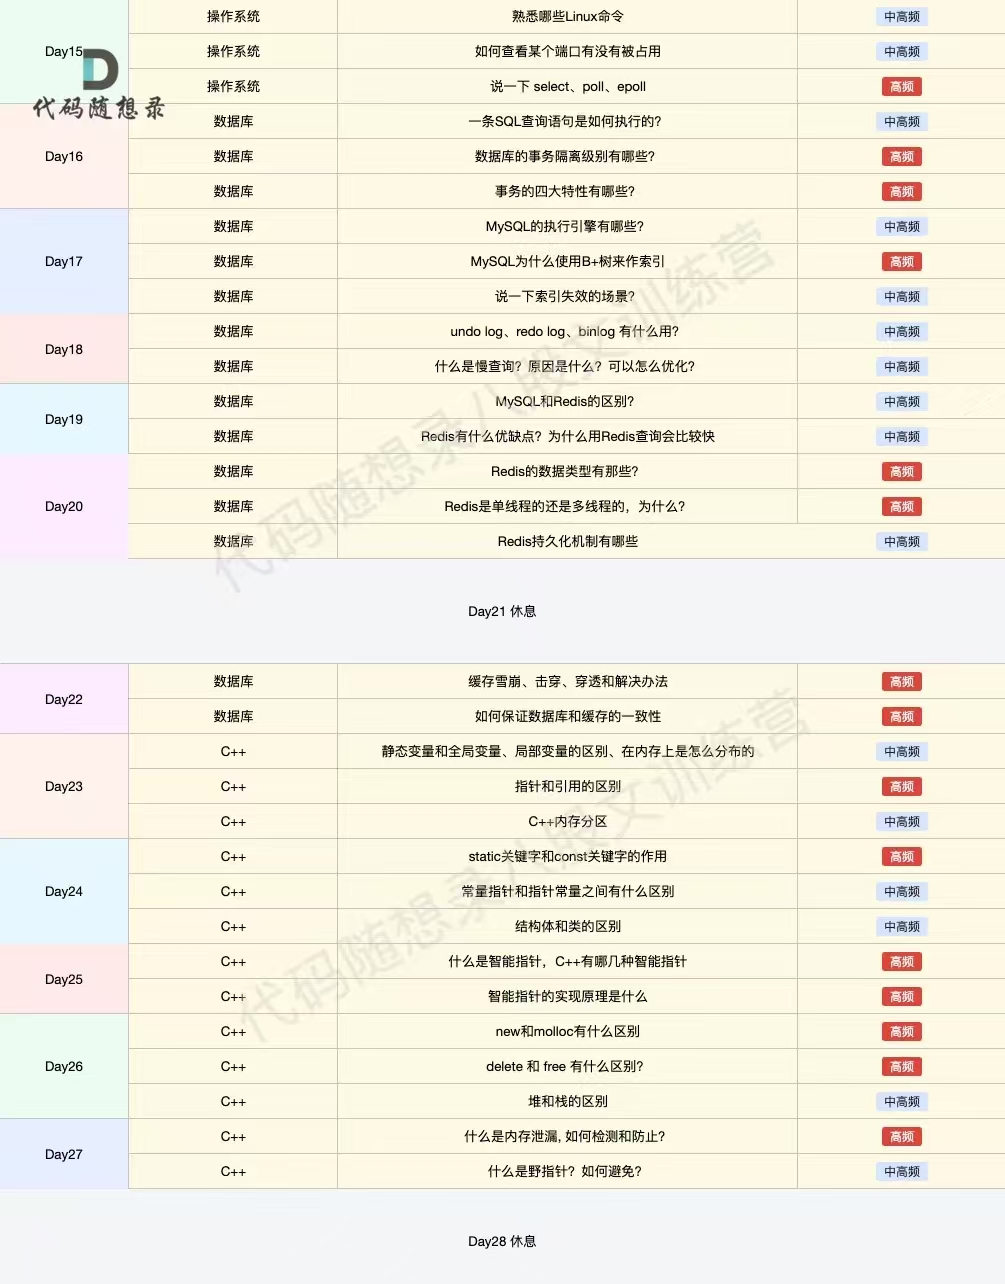 操作系统 熟悉哪些Linux命令 中高频
Day15 操作系统 如何查看某个端口有没有被占用 中高频
操作系统 说一下 select、poll、epoll 高频
D
代码随想录
数据库 一条SQL查询语句是如何执行的? 中高频
Day16 数据库 数据库的事务隔离级别有哪些? 高频
数据库 事务的四大特性有哪些? 高频
数据库 MySQL的执行引擎有哪些? 中高频
Day17 数据库 MySQL为什么使用B+树来作索引 高频
数据库 说一下索引失效的场景? 中高频
Day18 数据库 undo log、redo log、binlog 有什么用? 中高频
数据库 什么是慢查询？原因是什么？可以怎么优化? 中高频
Day19 数据库 MySQL和Redis的区别? 中高频
数据库 Redis有什么优缺点？为什么用Redis查询会比较快 中高频
数据库 Redis的数据类型有那些? 高频
Day20 数据库 Redis是单线程的还是多线程的，为什么? 高频
数据库 Redis持久化机制有哪些 中高频
代码随想录八股文训练营
Day21 休息
Day22 数据库 缓存雪崩、击穿、穿透和解决办法 高频
数据库 如何保证数据库和缓存的一致性 高频
C++ 静态变量和全局变量、局部变量的区别、在内存上是怎么分布的 中高频
Day23 C++ 指针和引用的区别 高频
C++ C++内存分区 中高频
C++ static关键字和const关键字的作用 高频
Day24 C++ 常量指针和指针常量之间有什么区别 中高频
C++ 结构体和类的区别 中高频
Day25 C++ 什么是智能指针，C++有哪几种智能指针 高频
C++ 智能指针的实现原理是什么 高频
C++ new和molloc有什么区别 高频
Day26 C++ delete 和 free 有什么区别? 高频
C++ 堆和栈的区别 中高频
Day27 C++ 什么是内存泄漏, 如何检测和防止? 高频
C++ 什么是野指针？如何避免? 中高频
代码随想录八股文训练营
Day28 休息